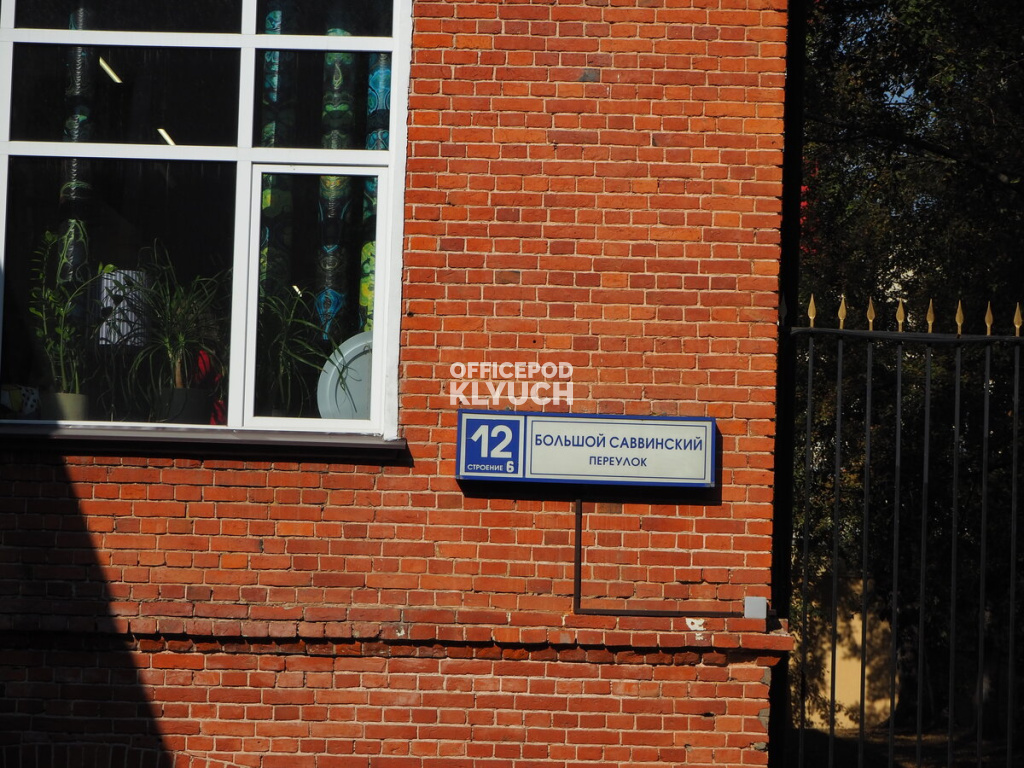 OFFICEPOD
KLYUCH
12
СТРОЕНИЕ 6
БОЛЬШОЙ САВВИНСКИЙ
ПЕРЕУЛОК